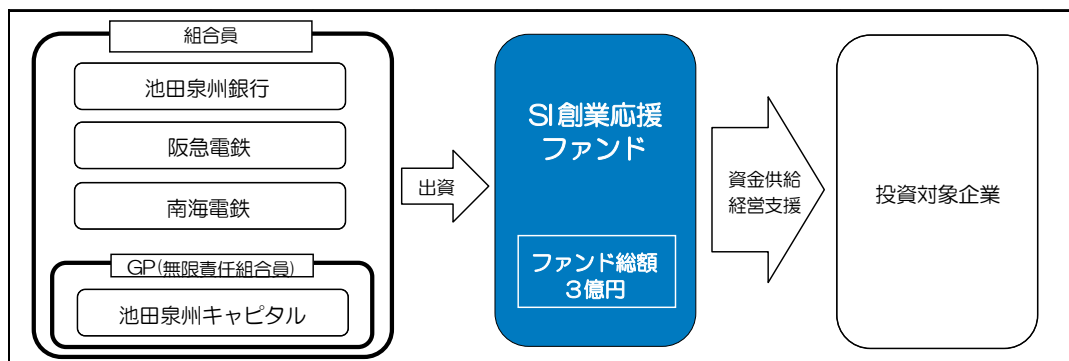 組合員
池田泉州銀行
阪急電鉄
南海電鉄
GP(無限責任組合員)
池田泉州キャピタル
出資
SI創業応援
ファンド
ファンド総額
3億円
資金供給
経営支援
投資対象企業